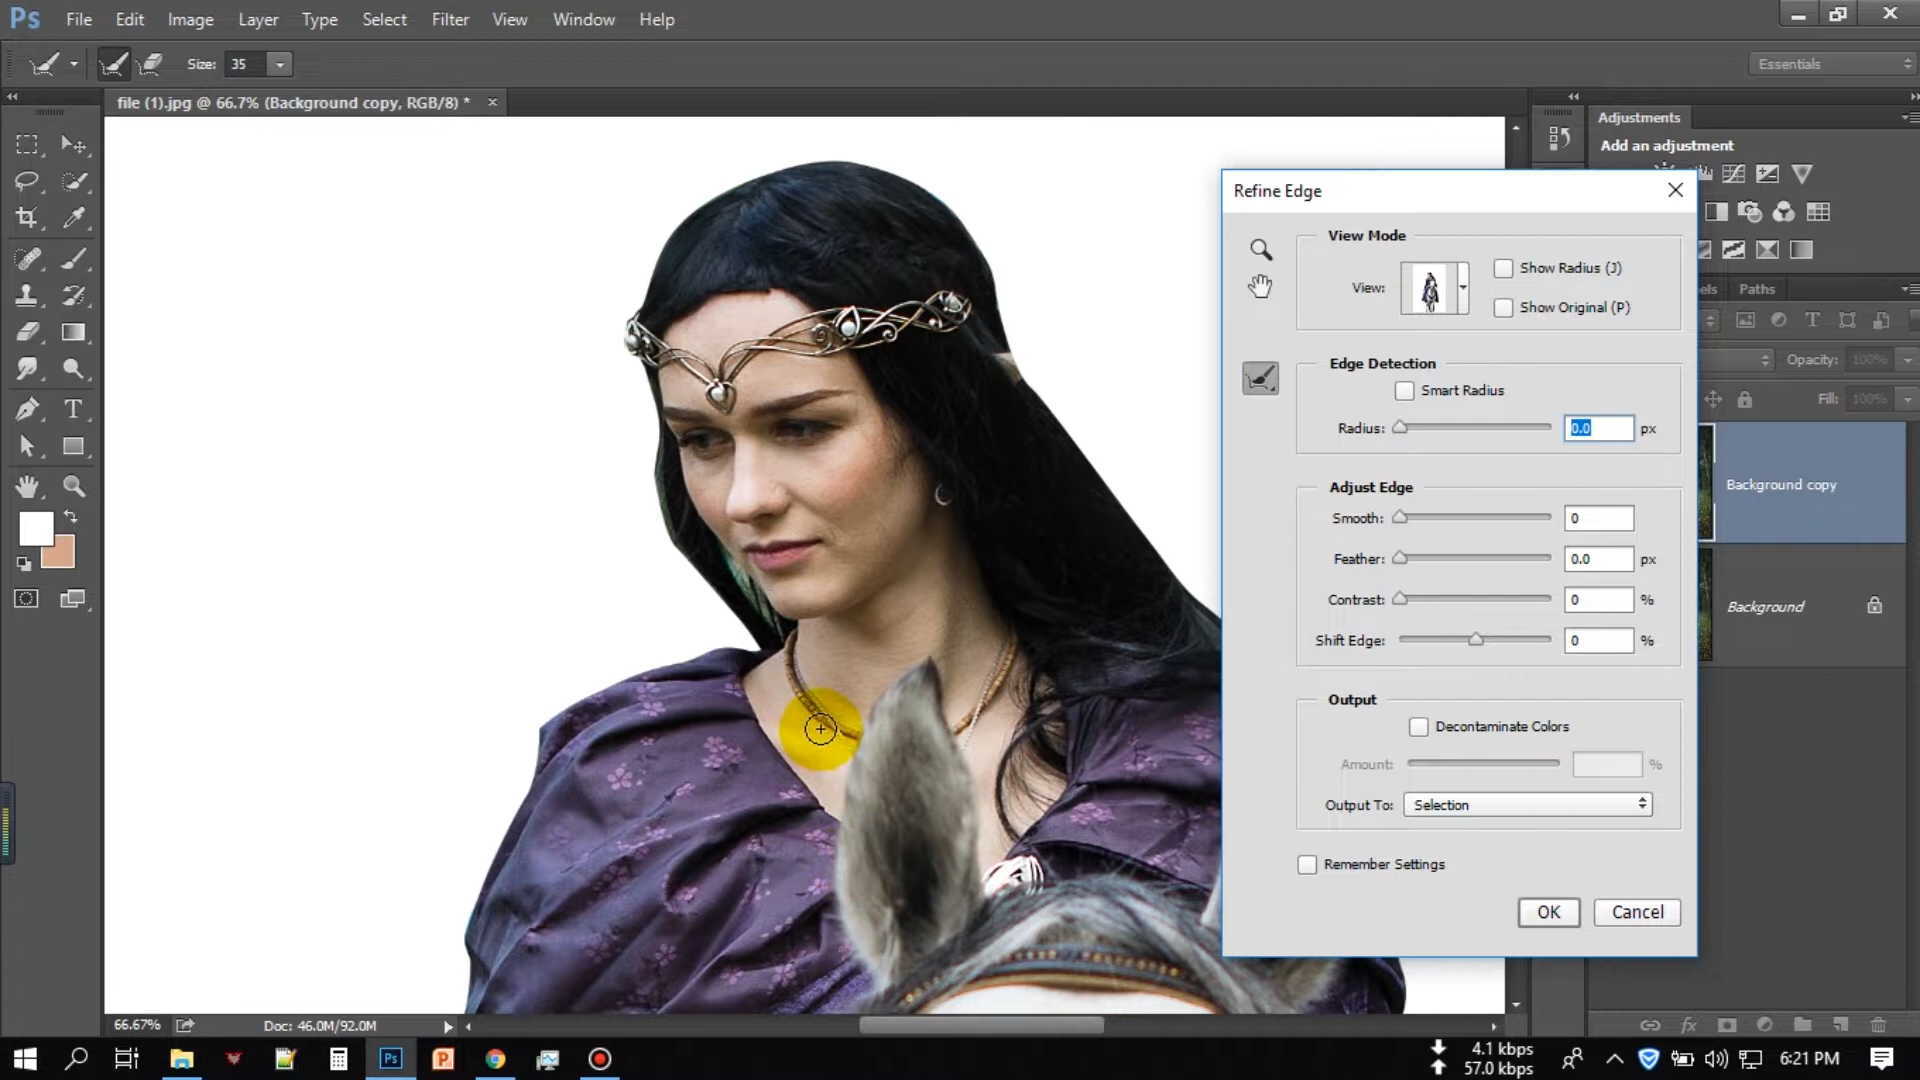 Ps File Edit Image Layer Type Select Filter View Window Help
Size: 35
Essentials
file (1).jpg @ 66.7% (Background copy, RGB/8) *
Adjustments
Add an adjustment
Refine Edge
View Mode
View:
Show Radius (J)
Show Original (P)
Paths
Edge Detection
Smart Radius
Radius: 0.0 px
Opacity: 100%
Fill: 100%
Adjust Edge
Smooth: 0
Feather: 0.0 px
Contrast: 0 %
Shift Edge: 0 %
Background copy
Background
Output
Decontaminate Colors
Amount: %
Output To: Selection
Remember Settings
OK Cancel
66.67% Doc: 46.0M/92.0M
fx
Ps
P
4.1 kbps
57.0 kbps
6:21 PM